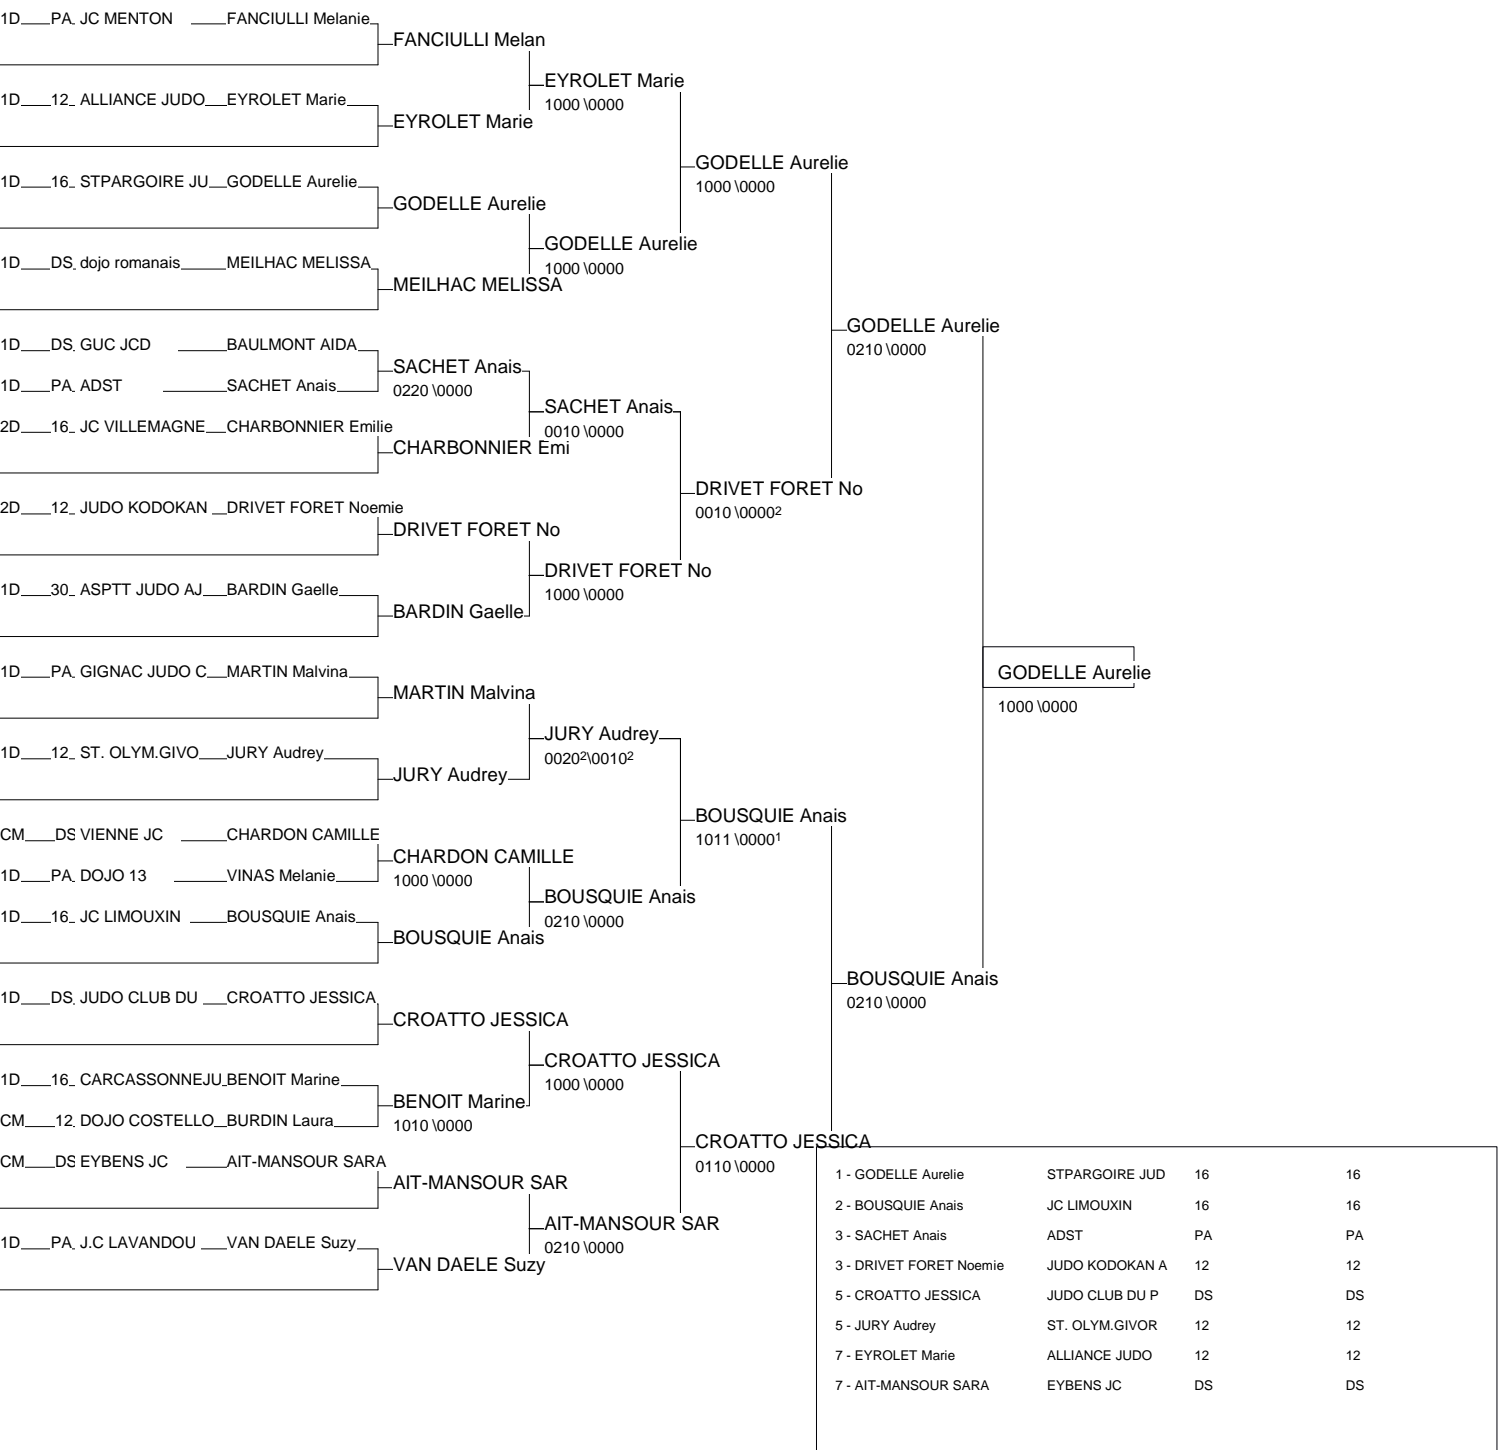 1D PA JC MENTON FANCIULLI Melanie
FANCIULLI Melan
EYROLET Marie
1000 \0000
1D 12 ALLIANCE JUDO EYROLET Marie
EYROLET Marie
GODELLE Aurelie
1000 \0000
1D 16 STPARGOIRE JU GODELLE Aurelie
GODELLE Aurelie
GODELLE Aurelie
1000 \0000
1D DS dojo romanais MEILHAC MELISSA
MEILHAC MELISSA
GODELLE Aurelie
0210 \0000
1D DS GUC JCD BAULMONT AIDA
SACHET Anais
0220 \0000
1D PA ADST SACHET Anais
SACHET Anais
0010 \0000
2D 16 JC VILLEMAGNE CHARBONNIER Emilie
CHARBONNIER Emi
DRIVET FORET No
0010 \0000²
2D 12 JUDO KODOKAN DRIVET FORET Noemie
DRIVET FORET No
DRIVET FORET No
1000 \0000
1D 30 ASPTT JUDO AJ BARDIN Gaelle
BARDIN Gaelle
GODELLE Aurelie
1000 \0000
1D PA GIGNAC JUDO C MARTIN Malvina
MARTIN Malvina
JURY Audrey
0020²\0010²
1D 12 ST. OLYM.GIVO JURY Audrey
JURY Audrey
BOUSQUIE Anais
1011 \0000¹
CM DS VIENNE JC CHARDON CAMILLE
CHARDON CAMILLE
1000 \0000
1D PA DOJO 13 VINAS Melanie
BOUSQUIE Anais
0210 \0000
1D 16 JC LIMOUXIN BOUSQUIE Anais
BOUSQUIE Anais
BOUSQUIE Anais
0210 \0000
1D DS JUDO CLUB DU CROATTO JESSICA
CROATTO JESSICA
CROATTO JESSICA
1000 \0000
1D 16 CARCASSONNEJU BENOIT Marine
BENOIT Marine
1010 \0000
CM 12 DOJO COSTELLO BURDIN Laura
CROATTO JESSICA
0110 \0000
CM DS EYBENS JC AIT-MANSOUR SARA
AIT-MANSOUR SAR
AIT-MANSOUR SAR
0210 \0000
1D PA J.C LAVANDOU VAN DAELE Suzy
VAN DAELE Suzy
1 - GODELLE Aurelie STPARGOIRE JUD 16 16
2 - BOUSQUIE Anais JC LIMOUXIN 16 16
3 - SACHET Anais ADST PA PA
3 - DRIVET FORET Noemie JUDO KODOKAN A 12 12
5 - CROATTO JESSICA JUDO CLUB DU P DS DS
5 - JURY Audrey ST. OLYM.GIVOR 12 12
7 - EYROLET Marie ALLIANCE JUDO 12 12
7 - AIT-MANSOUR SARA EYBENS JC DS DS